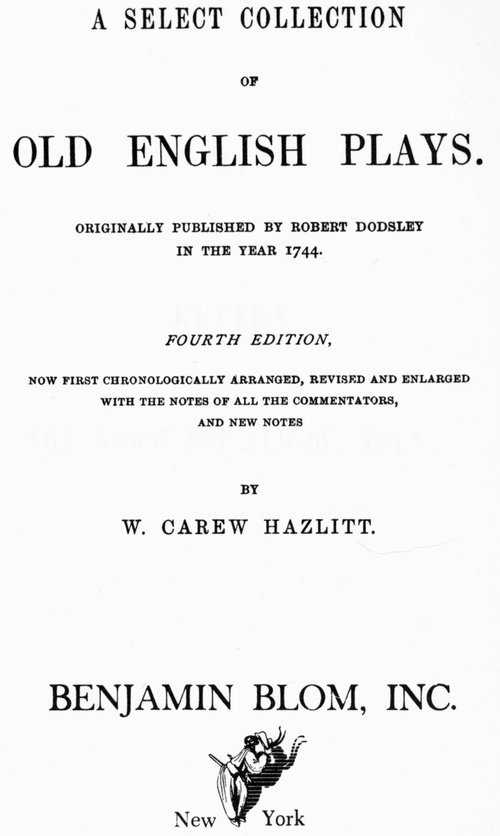 A SELECT COLLECTION
OF
OLD ENGLISH PLAYS.
ORIGINALLY PUBLISHED BY ROBERT DODSLEY
IN THE YEAR 1744.
FOURTH EDITION,
NOW FIRST CHRONOLOGICALLY ARRANGED, REVISED AND ENLARGED
WITH THE NOTES OF ALL THE COMMENTATORS,
AND NEW NOTES
BY
W. CAREW HAZLITT.
BENJAMIN BLOM, INC.
New York